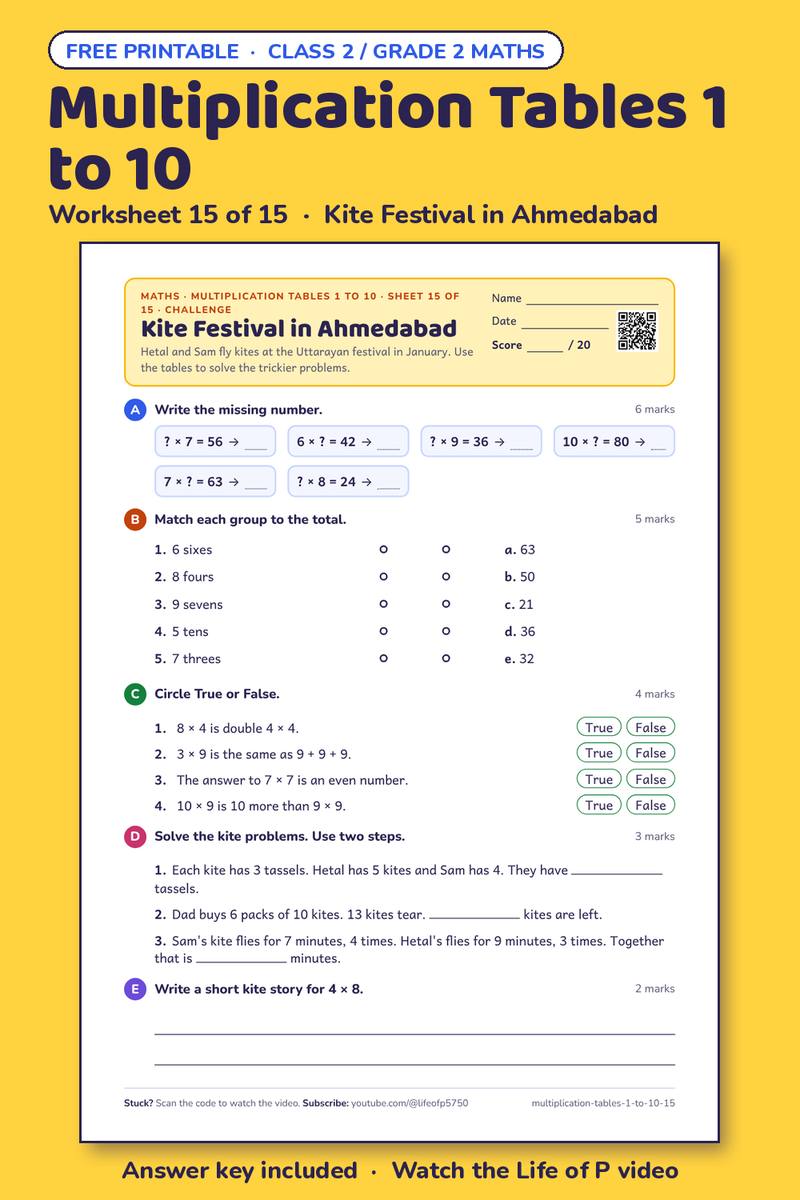 FREE PRINTABLE · CLASS 2 / GRADE 2 MATHS
Multiplication Tables 1
to 10
Worksheet 15 of 15 · Kite Festival in Ahmedabad
MATHS · MULTIPLICATION TABLES 1 TO 10 · SHEET 15 OF
15 · CHALLENGE
Kite Festival in Ahmedabad
Hetal and Sam fly kites at the Uttarayan festival in January. Use
the tables to solve the trickier problems.
Name ____
Date ____
Score ____ / 20
A Write the missing number. 6 marks
? × 7 = 56 → ___ 6 × ? = 42 → ___ ? × 9 = 36 → ___ 10 × ? = 80 → ___
7 × ? = 63 → ___ ? × 8 = 24 → ___
B Match each group to the total. 5 marks
1. 6 sixes a. 63
2. 8 fours b. 50
3. 9 sevens c. 21
4. 5 tens d. 36
5. 7 threes e. 32
C Circle True or False. 4 marks
1. 8 × 4 is double 4 × 4. True False
2. 3 × 9 is the same as 9 + 9 + 9. True False
3. The answer to 7 × 7 is an even number. True False
4. 10 × 9 is 10 more than 9 × 9. True False
D Solve the kite problems. Use two steps. 3 marks
1. Each kite has 3 tassels. Hetal has 5 kites and Sam has 4. They have ____
tassels.
2. Dad buys 6 packs of 10 kites. 13 kites tear. ____ kites are left.
3. Sam's kite flies for 7 minutes, 4 times. Hetal's flies for 9 minutes, 3 times. Together
that is ____ minutes.
E Write a short kite story for 4 × 8. 2 marks
Stuck? Scan the code to watch the video. Subscribe: youtube.com/@lifeofp5750 multiplication-tables-1-to-10-15
Answer key included · Watch the Life of P video